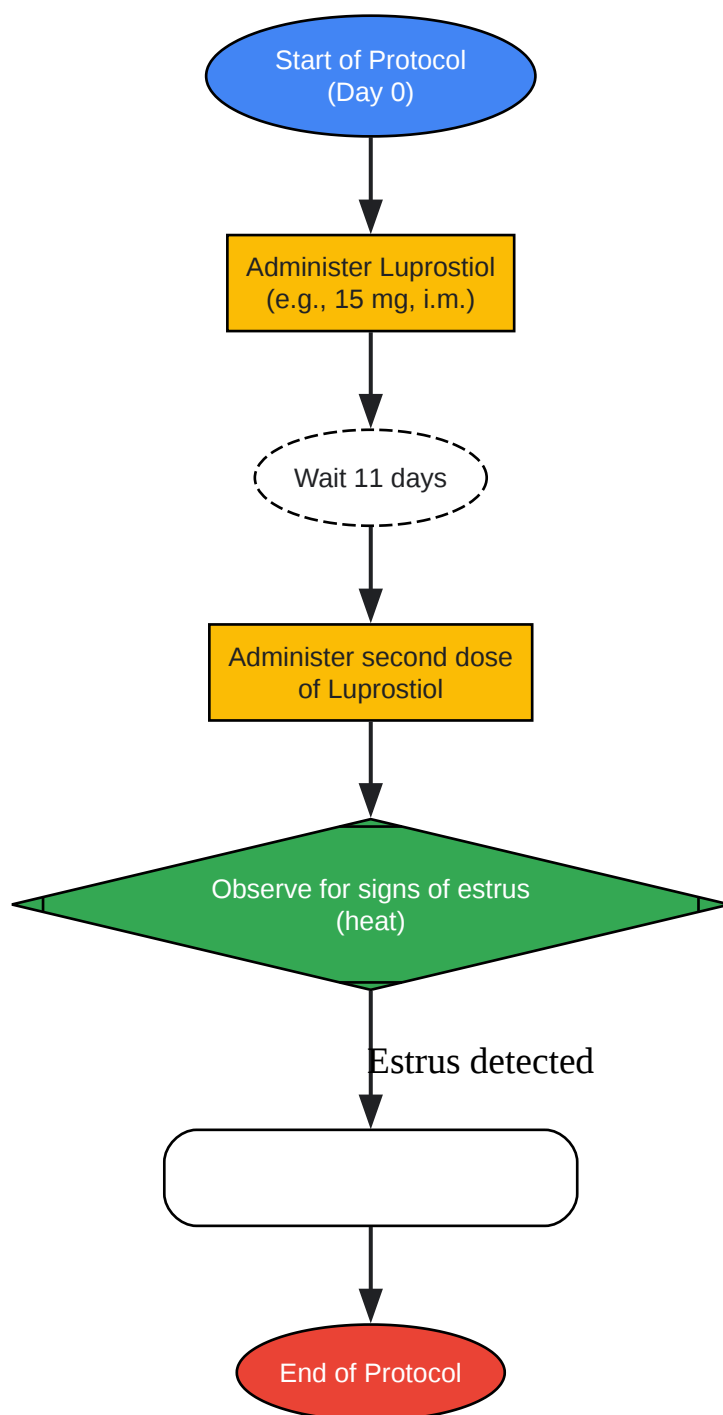 Start of Protocol
(Day 0)
Administer Luprostiol
(e.g., 15 mg, i.m.)
Wait 11 days
Administer second dose
of Luprostiol
Observe for signs of estrus
(heat)
Estrus detected
End of Protocol